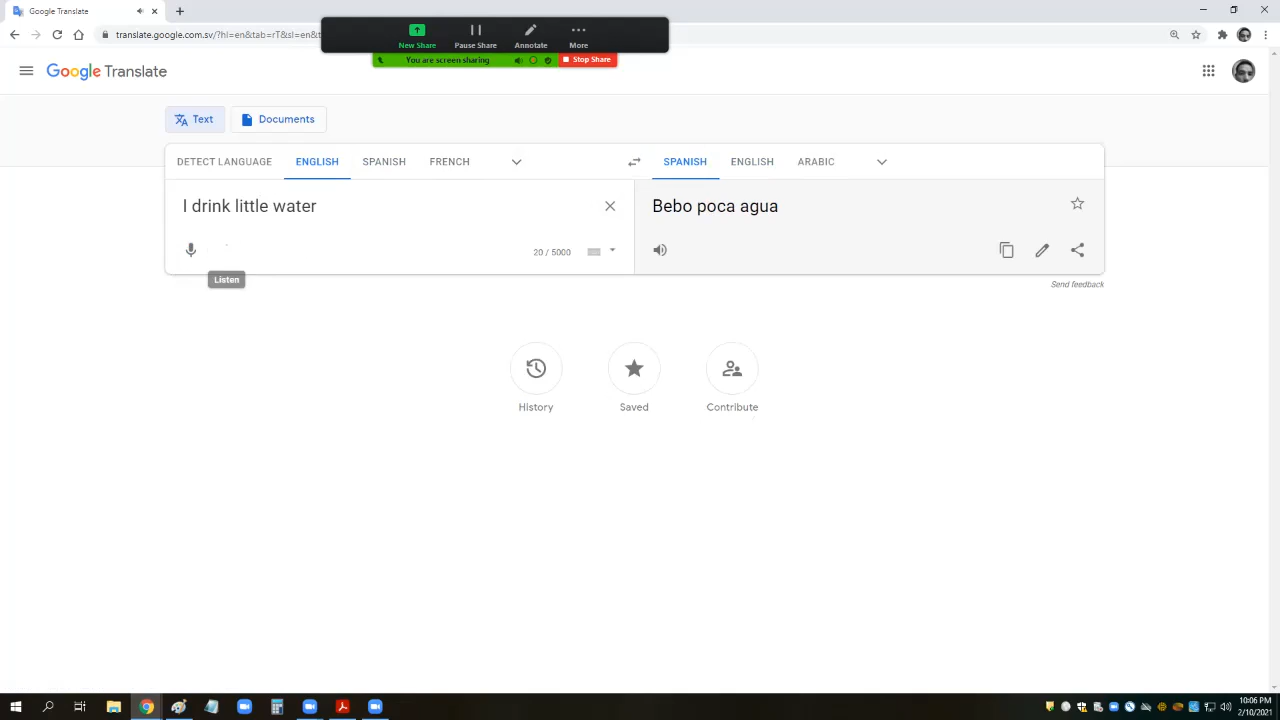 Google Translate
New Share
Pause Share
Annotate
More
translate.google.com.sv/?hl=en&tab=rT&sl=en&t
You are screen sharing
Stop Share
Google Translate
Text
Documents
DETECT LANGUAGE
ENGLISH
SPANISH
FRENCH
SPANISH
ENGLISH
ARABIC
I drink little water
Bebo poca agua
20 / 5000
Listen
Send feedback
History
Saved
Contribute
10:06 PM
2/10/2021